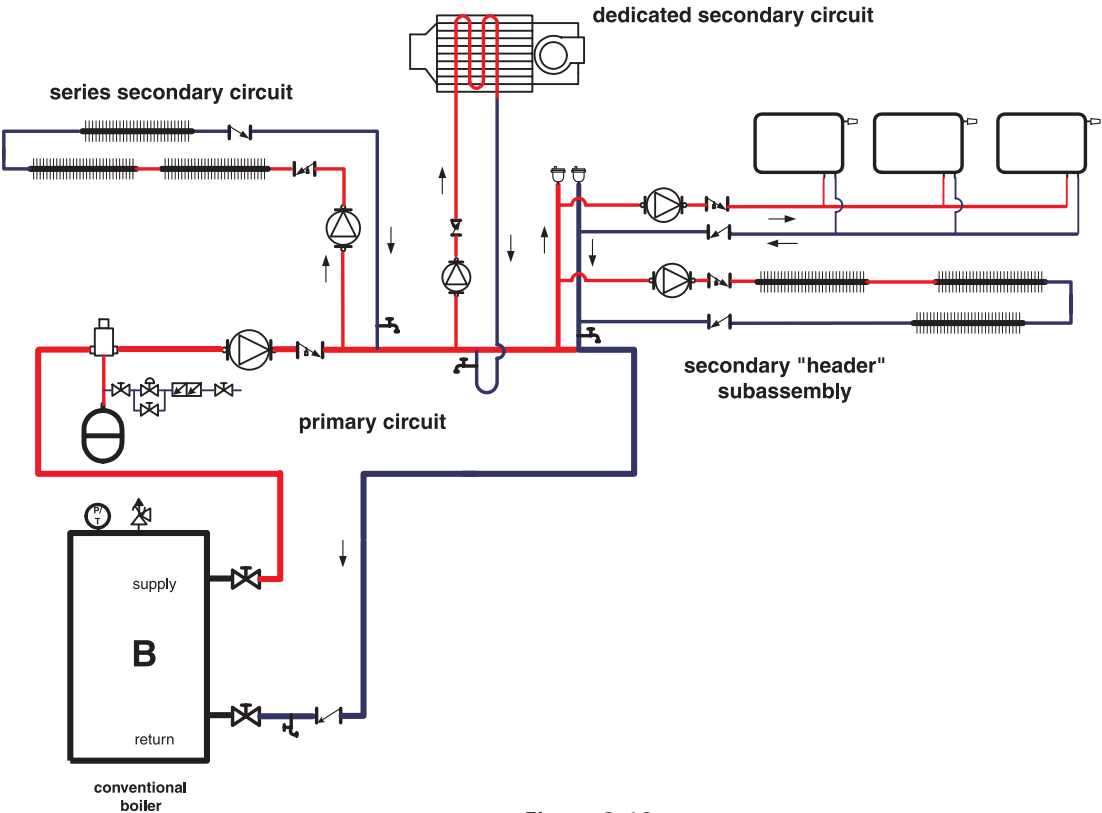 dedicated secondary circuit
series secondary circuit
secondary "header"
subassembly
primary circuit
P/
T
supply
B
return
conventional
boiler